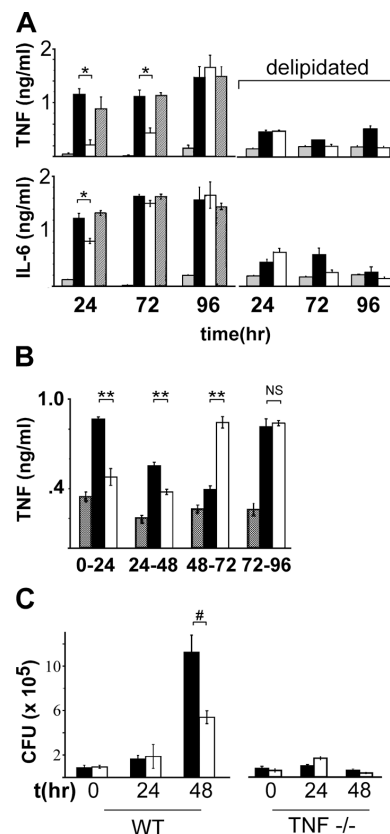 A
TNF (ng/ml)
2
1
* *
delipidated
IL-6 (ng/ml)
2
1
*
24 72 96 24 72 96
time(hr)
B
TNF (ng/ml)
1.0
.4
** ** ** NS
0-24 24-48 48-72 72-96
C
CFU (x 10⁵)
10
6
2
#
t(hr) 0 24 48 0 24 48
WT TNF -/-